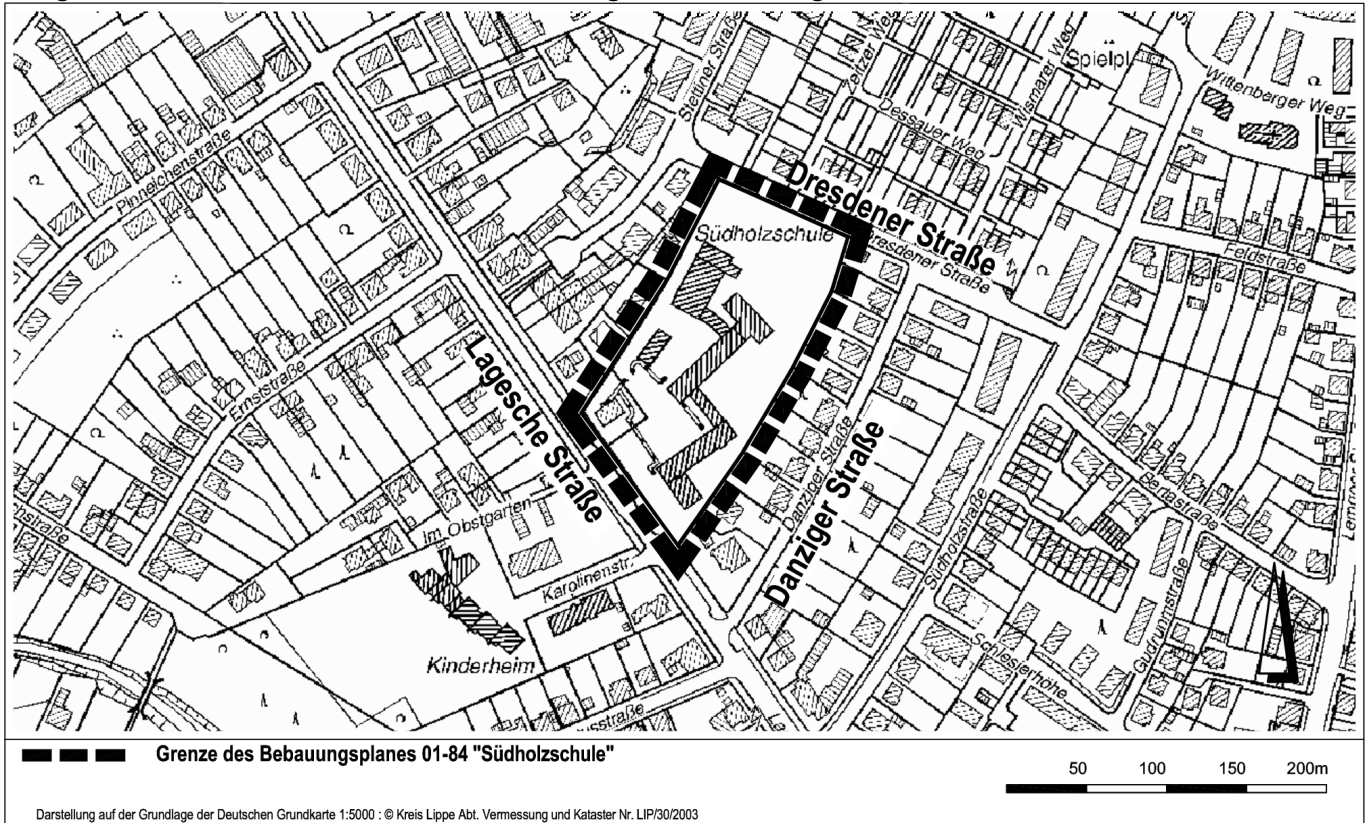 Pinneichenstraße
Stettiner Straße
Zeitzer Weg
Dessauer Weg
Wismarer Weg
Spielpl.
Wittenberger Weg
Dresdener Straße
Südholzschule
Dresdener Straße
Feldstraße
Ernststraße
Lagesche Straße
Danziger Straße
Danziger Straße
Südholzstraße
Bertastraße
Gudrunstraße
Schlesierhöhe
Im Obstgarten
Karolinenstr.
Kinderheim
Grenze des Bebauungsplanes 01-84 "Südholzschule"
50 100 150 200m
Darstellung auf der Grundlage der Deutschen Grundkarte 1:5000 : © Kreis Lippe Abt. Vermessung und Kataster Nr. LIP/30/2003